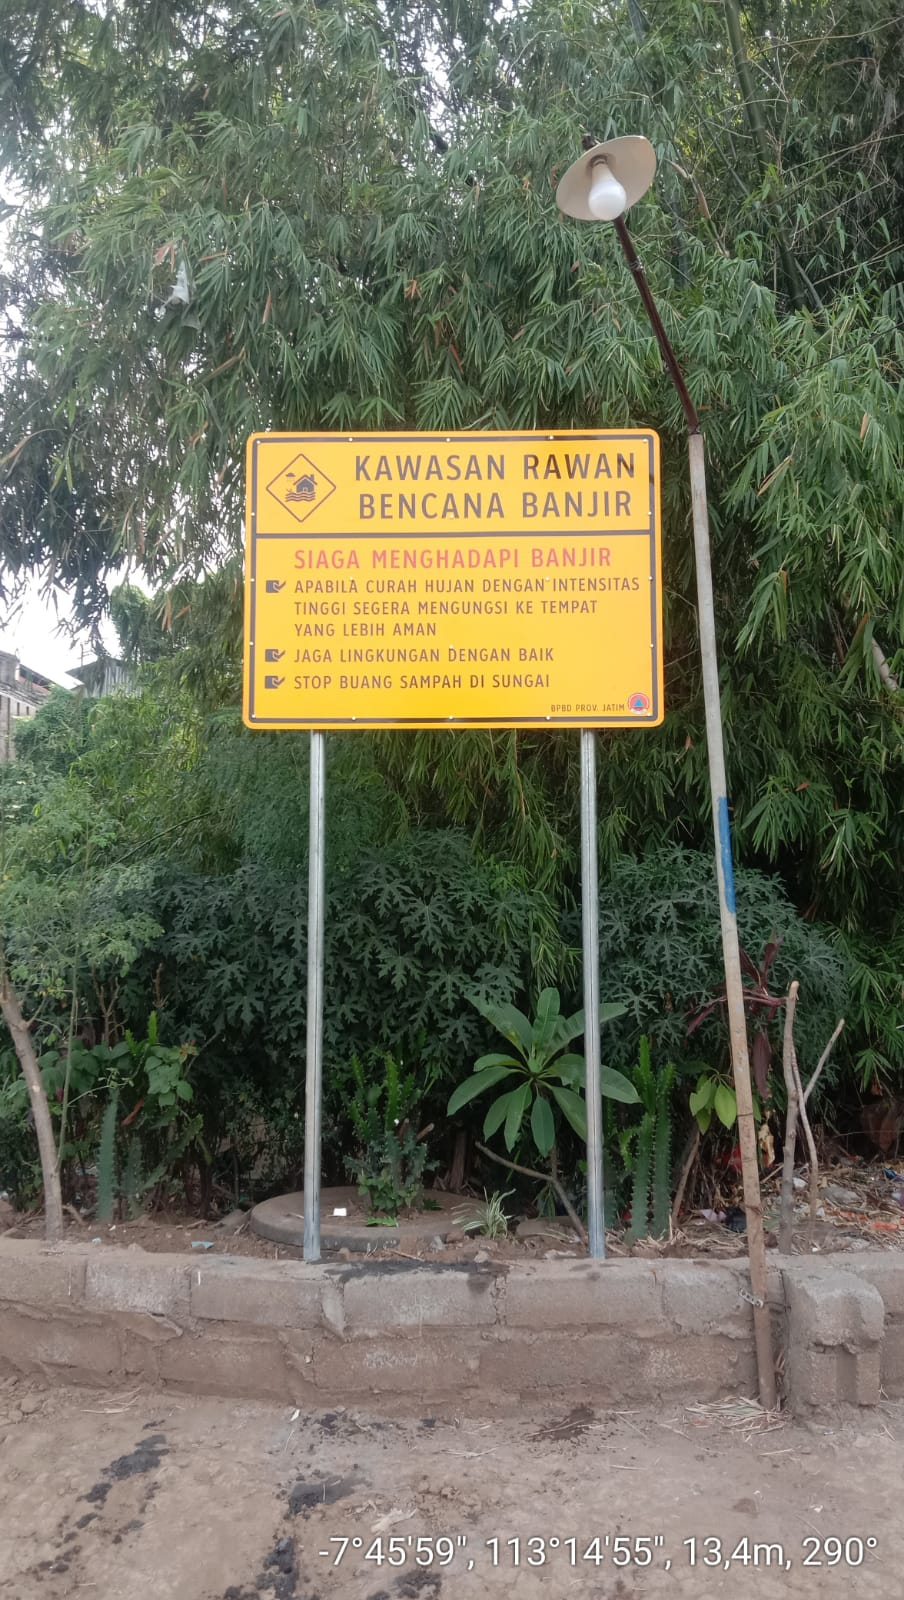 KAWASAN RAWAN
BENCANA BANJIR
SIAGA MENGHADAPI BANJIR
APABILA CURAH HUJAN DENGAN INTENSITAS
TINGGI SEGERA MENGUNGSI KE TEMPAT
YANG LEBIH AMAN
JAGA LINGKUNGAN DENGAN BAIK
STOP BUANG SAMPAH DI SUNGAI
BPBD PROV. JATIM
-7°45'59", 113°14'55", 13,4m, 290°